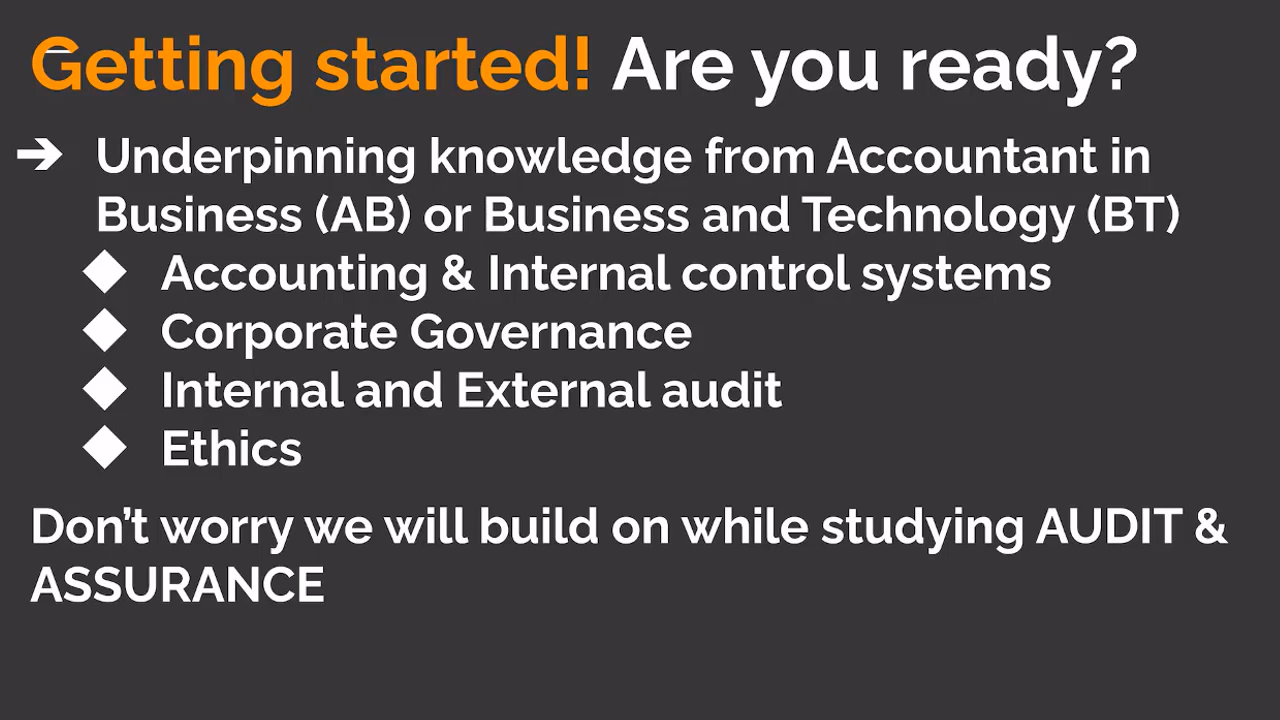 Getting started! Are you ready?
➔ Underpinning knowledge from Accountant in
Business (AB) or Business and Technology (BT)
◆ Accounting & Internal control systems
◆ Corporate Governance
◆ Internal and External audit
◆ Ethics
Don’t worry we will build on while studying AUDIT &
ASSURANCE